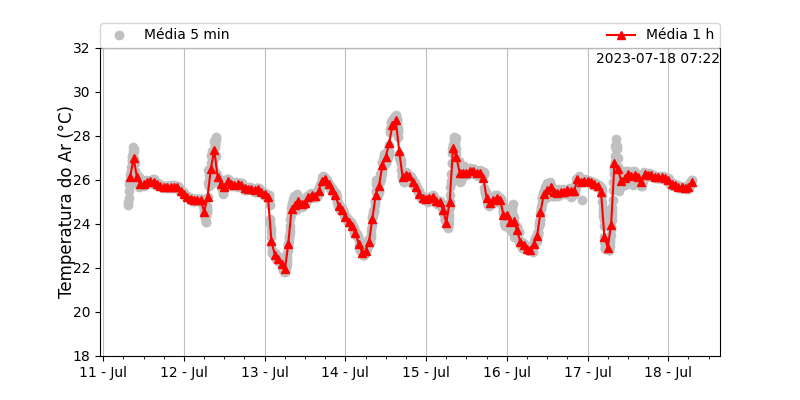 Média 5 min
Média 1 h
2023-07-18 07:22
Temperatura do Ar (°C)
32
30
28
26
24
22
20
18
11 - Jul
12 - Jul
13 - Jul
14 - Jul
15 - Jul
16 - Jul
17 - Jul
18 - Jul